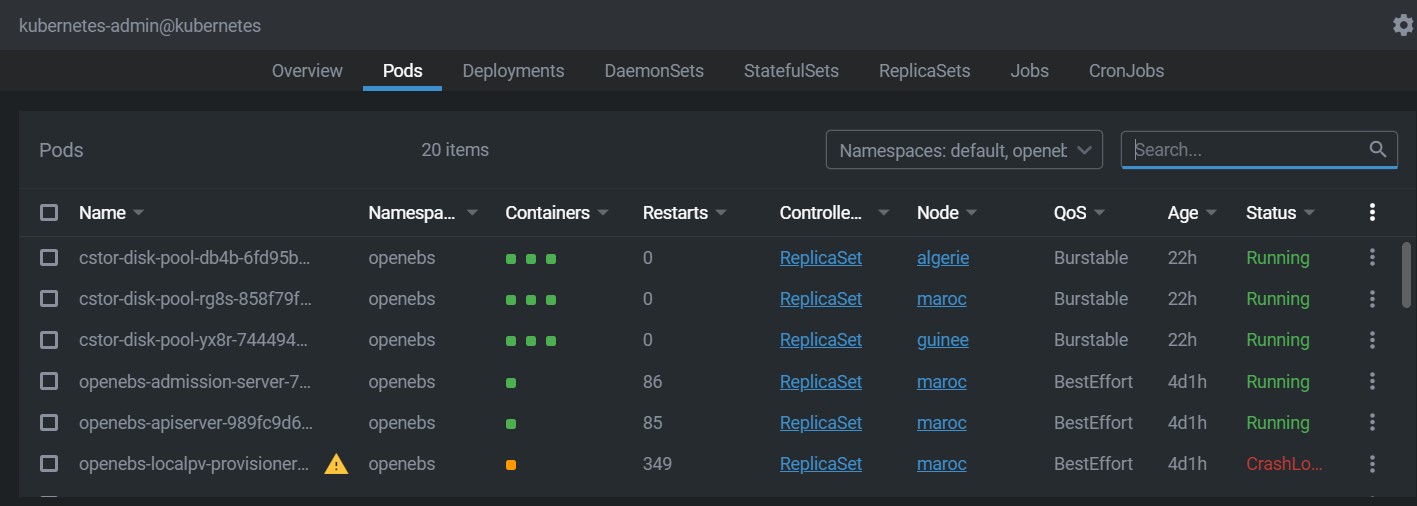 kubernetes-admin@kubernetes
Overview Pods Deployments DaemonSets StatefulSets ReplicaSets Jobs CronJobs
Pods 20 items Namespaces: default, openeb Search...
Name Namespa... Containers Restarts Controlle... Node QoS Age Status
cstor-disk-pool-db4b-6fd95b... openebs 0 ReplicaSet algerie Burstable 22h Running
cstor-disk-pool-rg8s-858f79f... openebs 0 ReplicaSet maroc Burstable 22h Running
cstor-disk-pool-yx8r-744494... openebs 0 ReplicaSet guinee Burstable 22h Running
openebs-admission-server-7... openebs 86 ReplicaSet maroc BestEffort 4d1h Running
openebs-apiserver-989fc9d6... openebs 85 ReplicaSet maroc BestEffort 4d1h Running
openebs-localpv-provisioner... openebs 349 ReplicaSet maroc BestEffort 4d1h CrashLo...